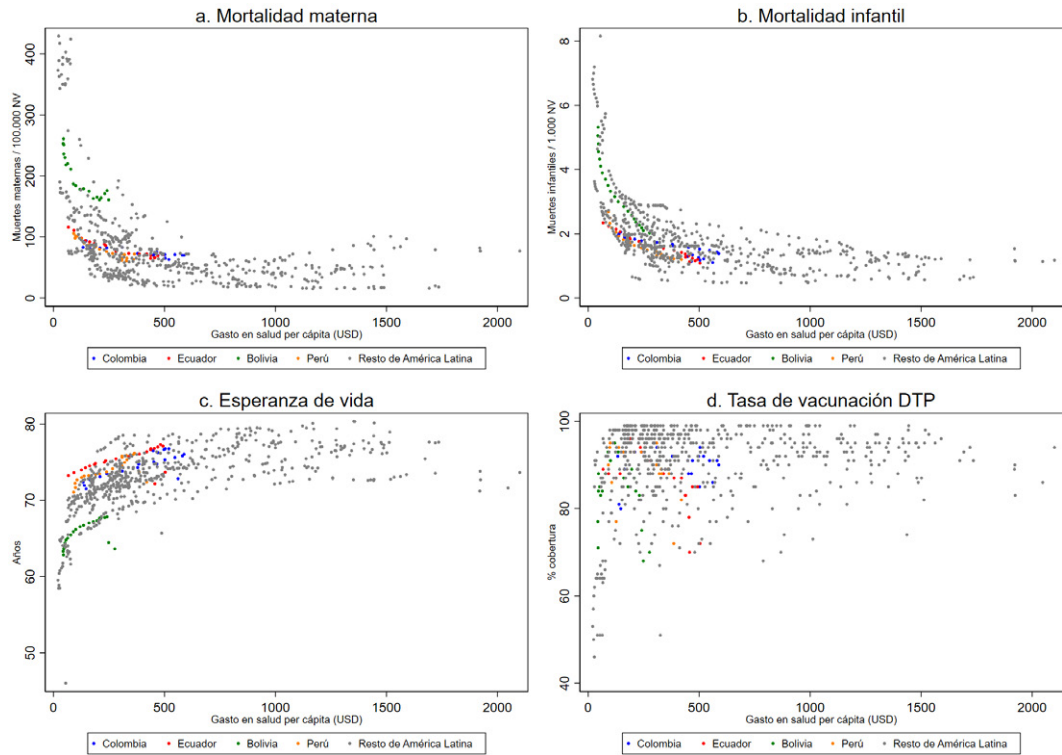 a. Mortalidad materna
Muertes maternas / 100.000 NV
400
300
200
100
0
0 500 1000 1500 2000
Gasto en salud per cápita (USD)
Colombia Ecuador Bolivia Perú Resto de América Latina
b. Mortalidad infantil
Muertes infantiles / 1.000 NV
8
6
4
2
0
0 500 1000 1500 2000
Gasto en salud per cápita (USD)
Colombia Ecuador Bolivia Perú Resto de América Latina
c. Esperanza de vida
Años
80
70
60
50
0 500 1000 1500 2000
Gasto en salud per cápita (USD)
Colombia Ecuador Bolivia Perú Resto de América Latina
d. Tasa de vacunación DTP
% cobertura
100
80
60
40
0 500 1000 1500 2000
Gasto en salud per cápita (USD)
Colombia Ecuador Bolivia Perú Resto de América Latina